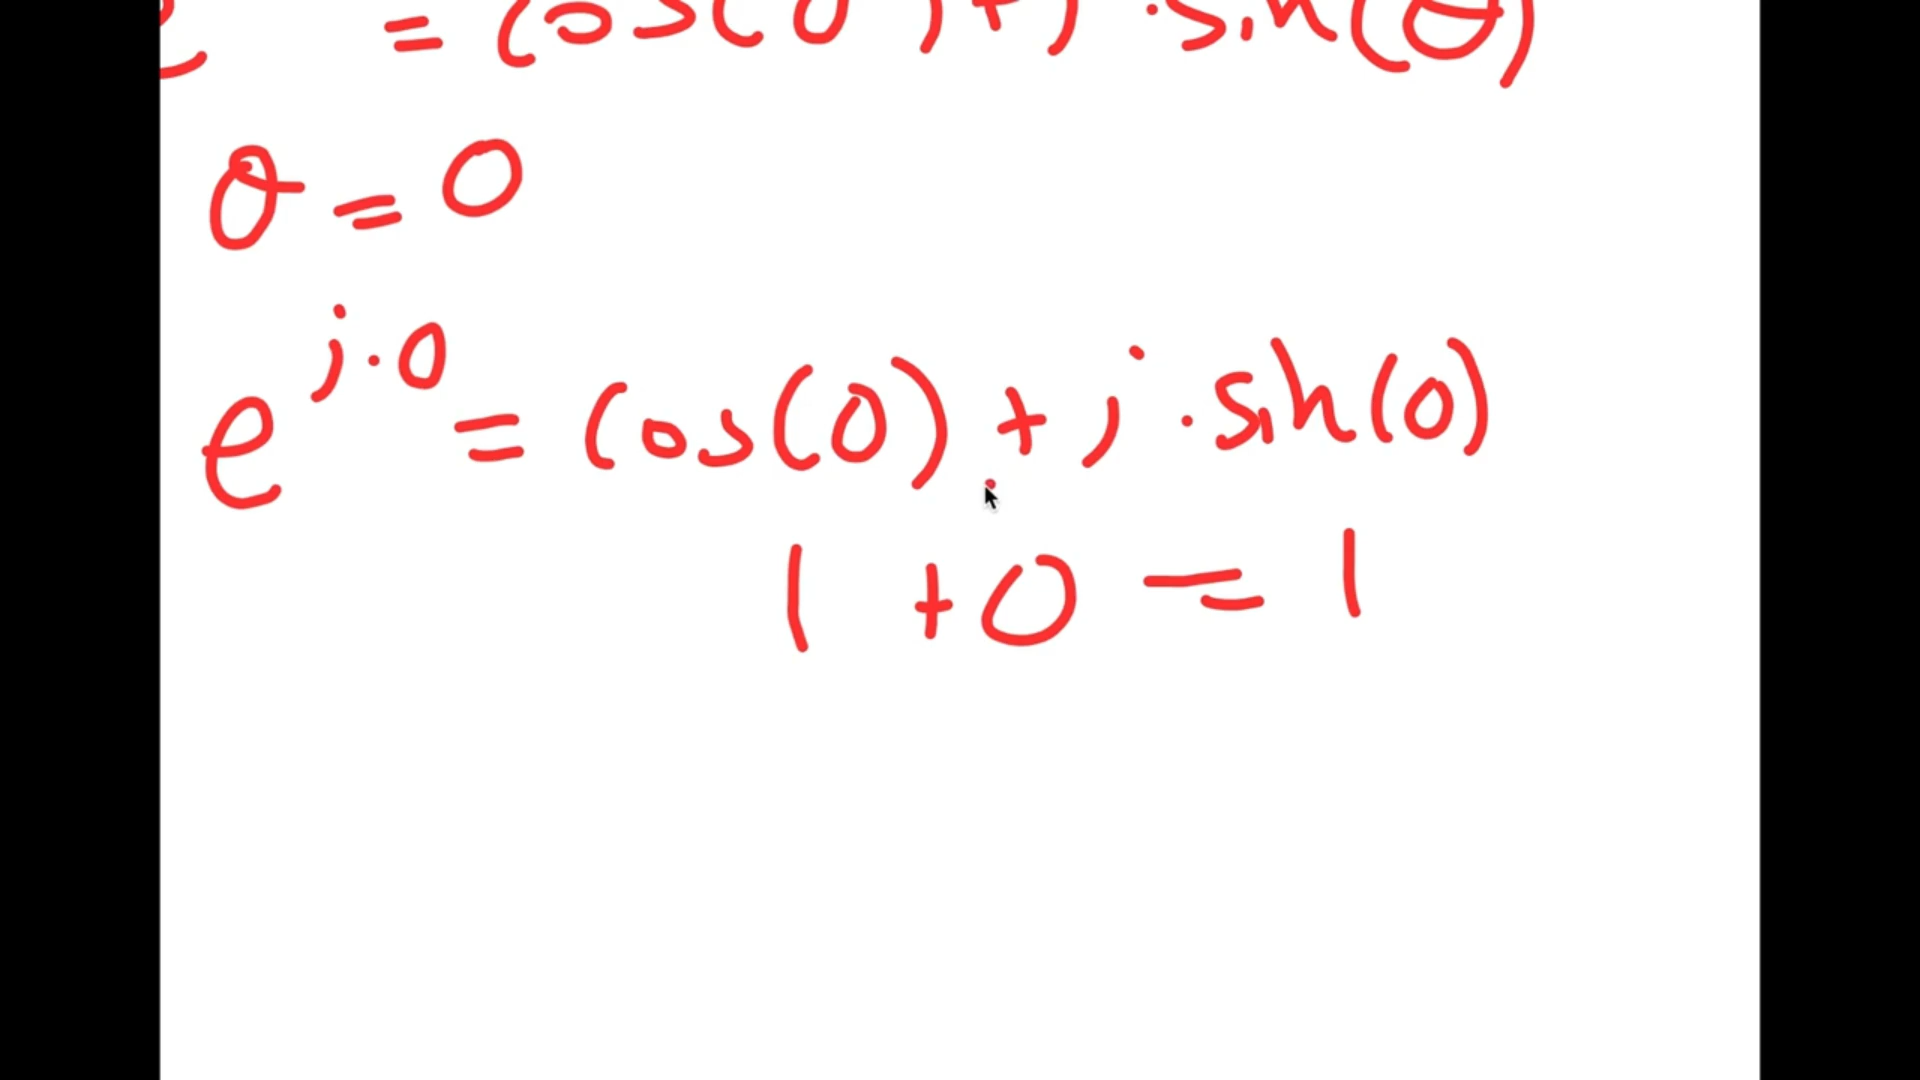 e = cos(θ) + j · sin(θ)
θ = 0
e^{j·0} = cos(0) + j · sin(0)
1 + 0 = 1